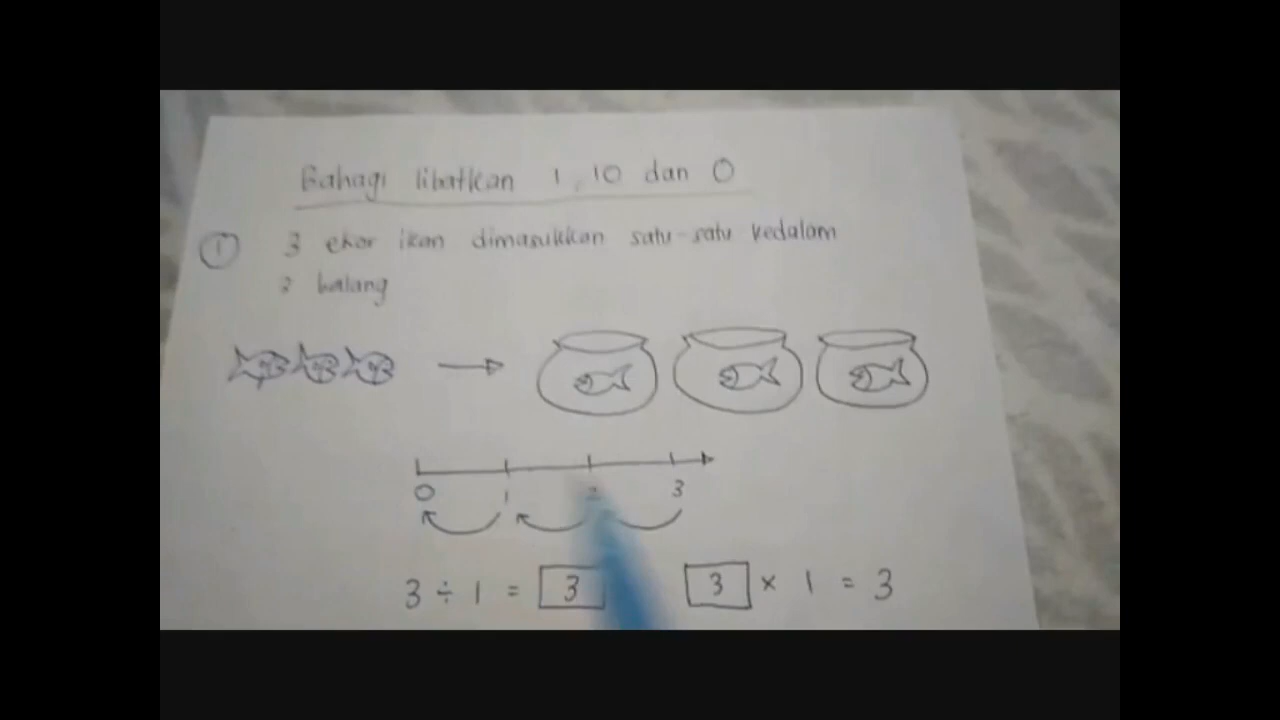 Bahagi libatkan 1, 10 dan 0
① 3 ekor ikan dimasukkan satu-satu kedalam
3 balang
0 1 2 3
3 ÷ 1 = 3 3 × 1 = 3